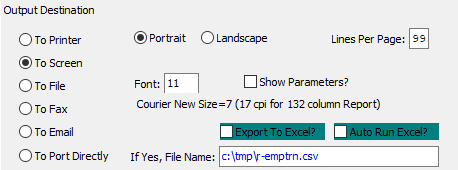 Output Destination
To Printer
Portrait
Landscape
Lines Per Page: 99
To Screen
To File
Font: 11
Show Parameters?
Courier New Size=7 (17 cpi for 132 column Report)
To Fax
To Email
Export To Excel?
Auto Run Excel?
To Port Directly
If Yes, File Name: c:\tmp\r-emptrn.csv